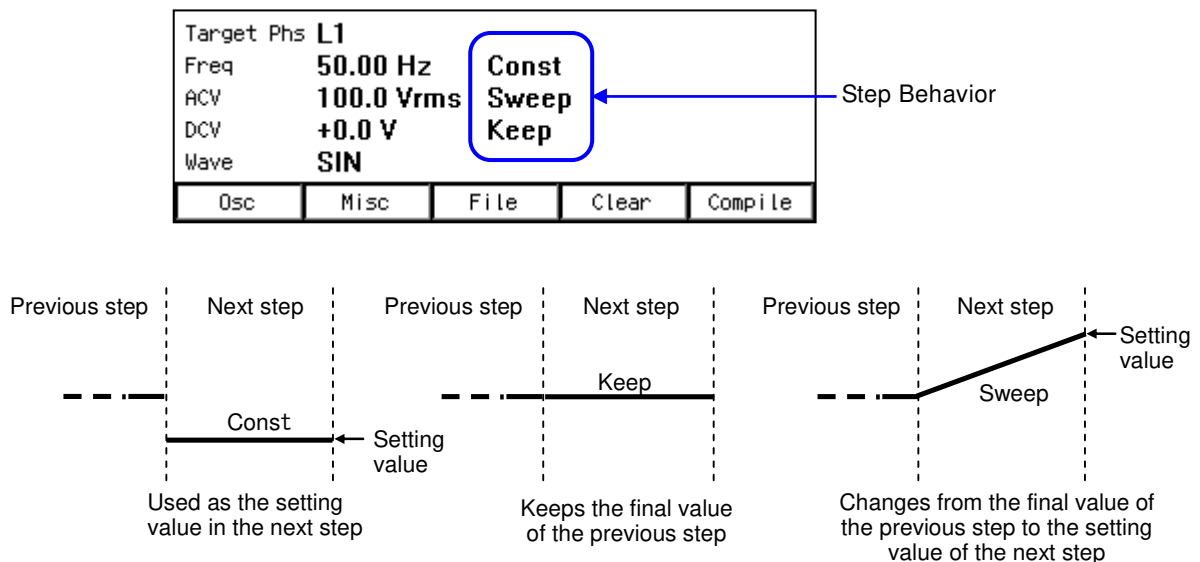 Target Phs L1
Freq 50.00 Hz Const
ACV 100.0 Vrms Sweep
DCV +0.0 V Keep
Wave SIN
Osc Misc File Clear Compile
Step Behavior
Previous step Next step
Const
Setting
value
Used as the setting
value in the next step
Previous step Next step
Keep
Keeps the final value
of the previous step
Previous step Next step
Sweep
Setting
value
Changes from the final value of
the previous step to the setting
value of the next step